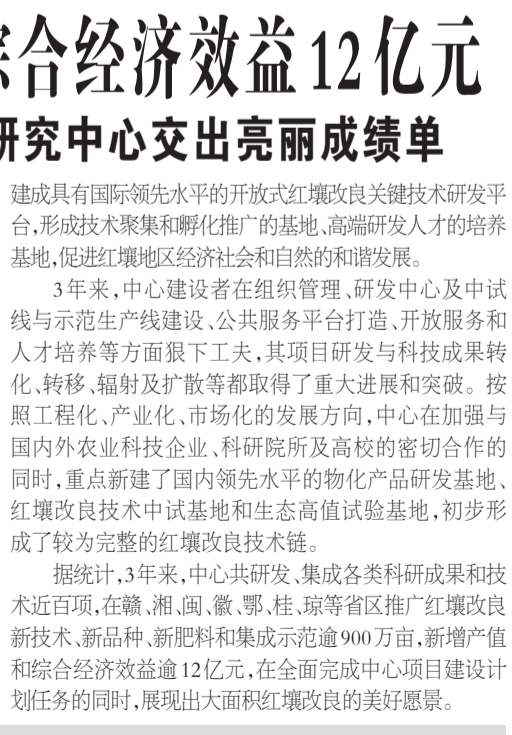 综合经济效益12亿元
研究中心交出亮丽成绩单
建成具有国际领先水平的开放式红壤改良关键技术研发平
台,形成技术聚集和孵化推广的基地、高端研发人才的培养
基地,促进红壤地区经济社会和自然的和谐发展。
3年来,中心建设者在组织管理、研发中心及中试
线与示范生产线建设、公共服务平台打造、开放服务和
人才培养等方面狠下工夫,其项目研发与科技成果转
化、转移、辐射及扩散等都取得了重大进展和突破。按
照工程化、产业化、市场化的发展方向,中心在加强与
国内外农业科技企业、科研院所及高校的密切合作的
同时,重点新建了国内领先水平的物化产品研发基地、
红壤改良技术中试基地和生态高值试验基地,初步形
成了较为完整的红壤改良技术链。
据统计,3年来,中心共研发、集成各类科研成果和技
术近百项,在赣、湘、闽、徽、鄂、桂、琼等省区推广红壤改良
新技术、新品种、新肥料和集成示范逾900万亩,新增产值
和综合经济效益逾12亿元,在全面完成中心项目建设计
划任务的同时,展现出大面积红壤改良的美好愿景。